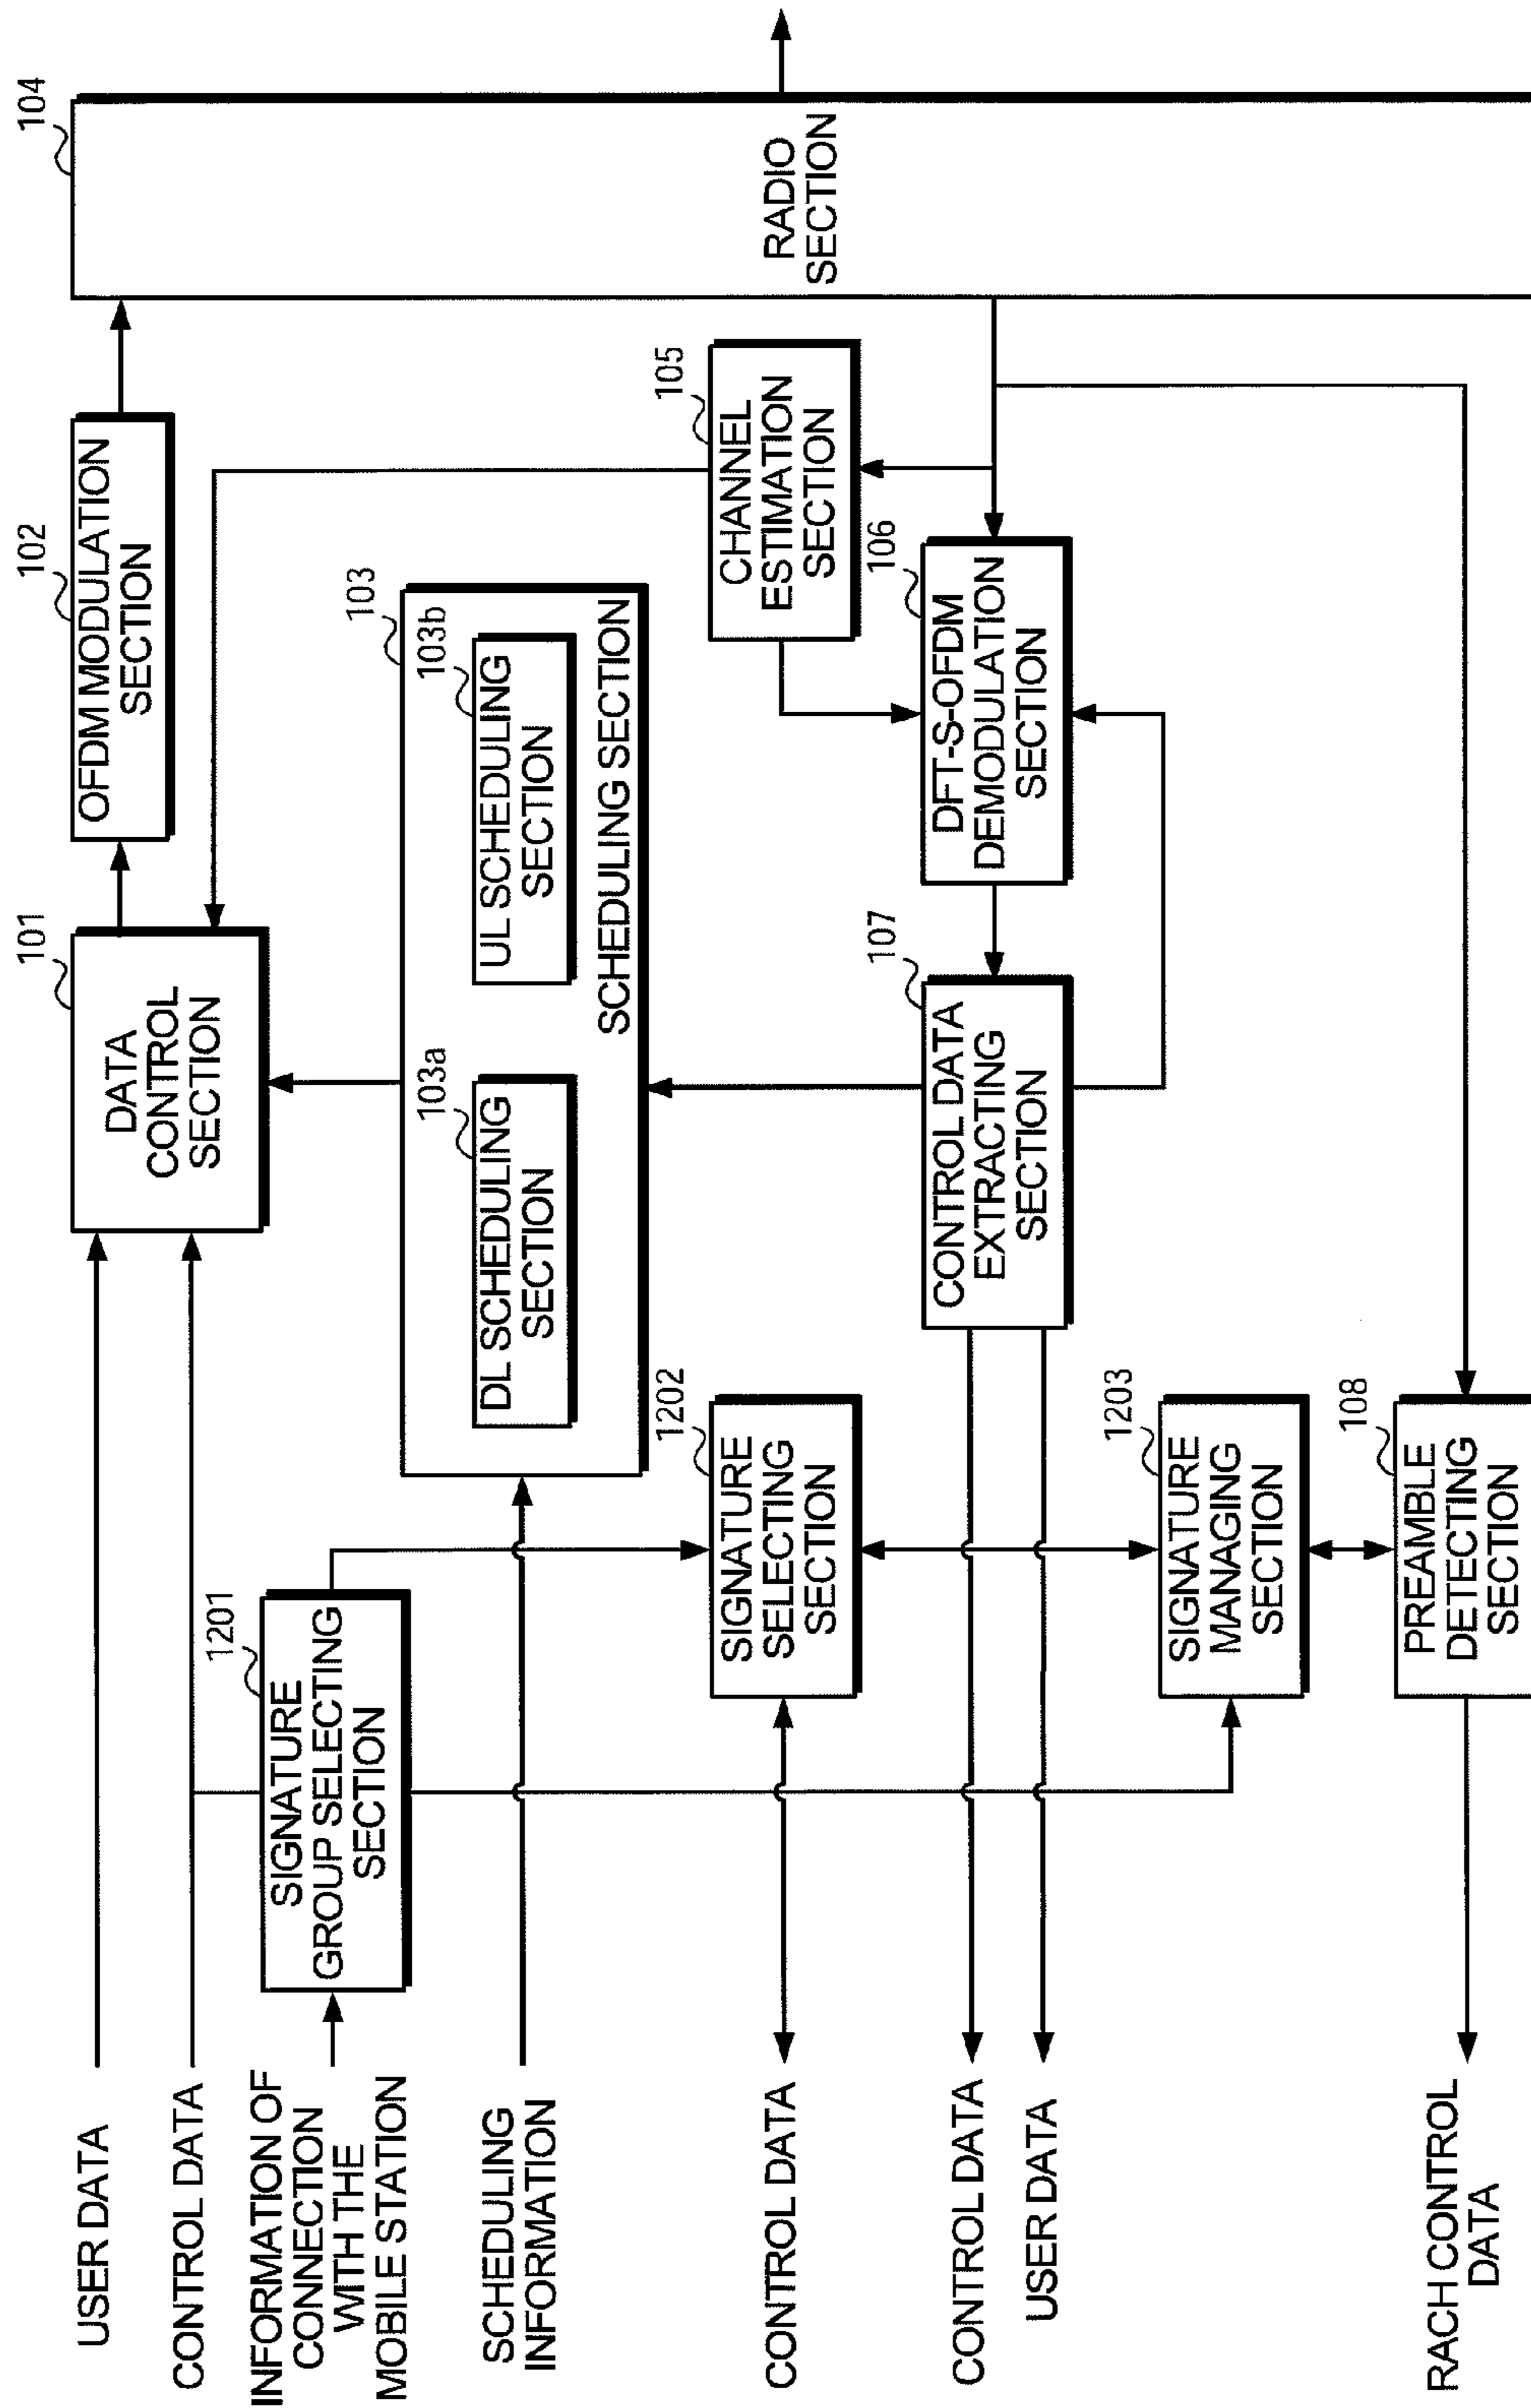 USER DATA
CONTROL DATA
INFORMATION OF
CONNECTION
WITH THE
MOBILE STATION
SCHEDULING
INFORMATION
CONTROL DATA
CONTROL DATA
USER DATA
RACH CONTROL
DATA
1201
SIGNATURE
GROUP SELECTING
SECTION
1202
SIGNATURE
SELECTING
SECTION
1203
SIGNATURE
MANAGING
SECTION
108
PREAMBLE
DETECTING
SECTION
101
DATA
CONTROL
SECTION
103
103a
DL SCHEDULING
SECTION
103b
UL SCHEDULING
SECTION
SCHEDULING SECTION
107
CONTROL DATA
EXTRACTING
SECTION
102
OFDM MODULATION
SECTION
105
CHANNEL
ESTIMATION
SECTION
106
DFT-S-OFDM
DEMODULATION
SECTION
104
RADIO
SECTION